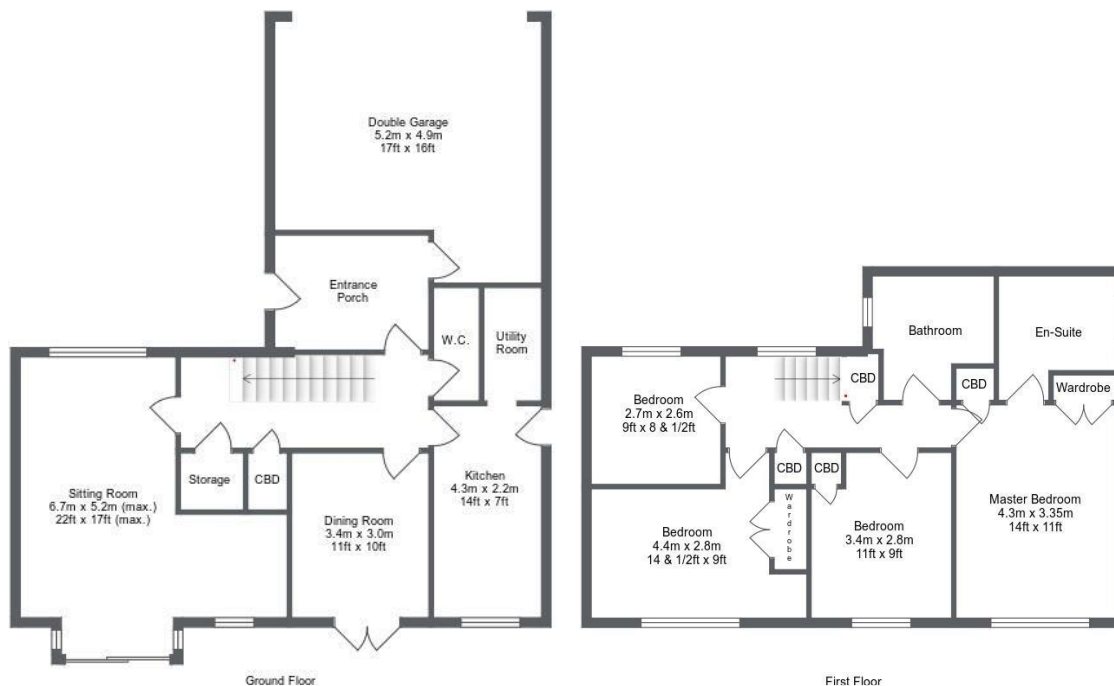 Double Garage
5.2m x 4.9m
17ft x 16ft
Entrance
Porch
W.C.
Utility
Room
Storage
CBD
Sitting Room
6.7m x 5.2m (max.)
22ft x 17ft (max.)
Dining Room
3.4m x 3.0m
11ft x 10ft
Kitchen
4.3m x 2.2m
14ft x 7ft
Ground Floor
Bathroom
En-Suite
CBD
CBD
Wardrobe
Bedroom
2.7m x 2.6m
9ft x 8 & 1/2ft
CBD
CBD
Wardrobe
Bedroom
4.4m x 2.8m
14 & 1/2ft x 9ft
Bedroom
3.4m x 2.8m
11ft x 9ft
Master Bedroom
4.3m x 3.35m
14ft x 11ft
First Floor